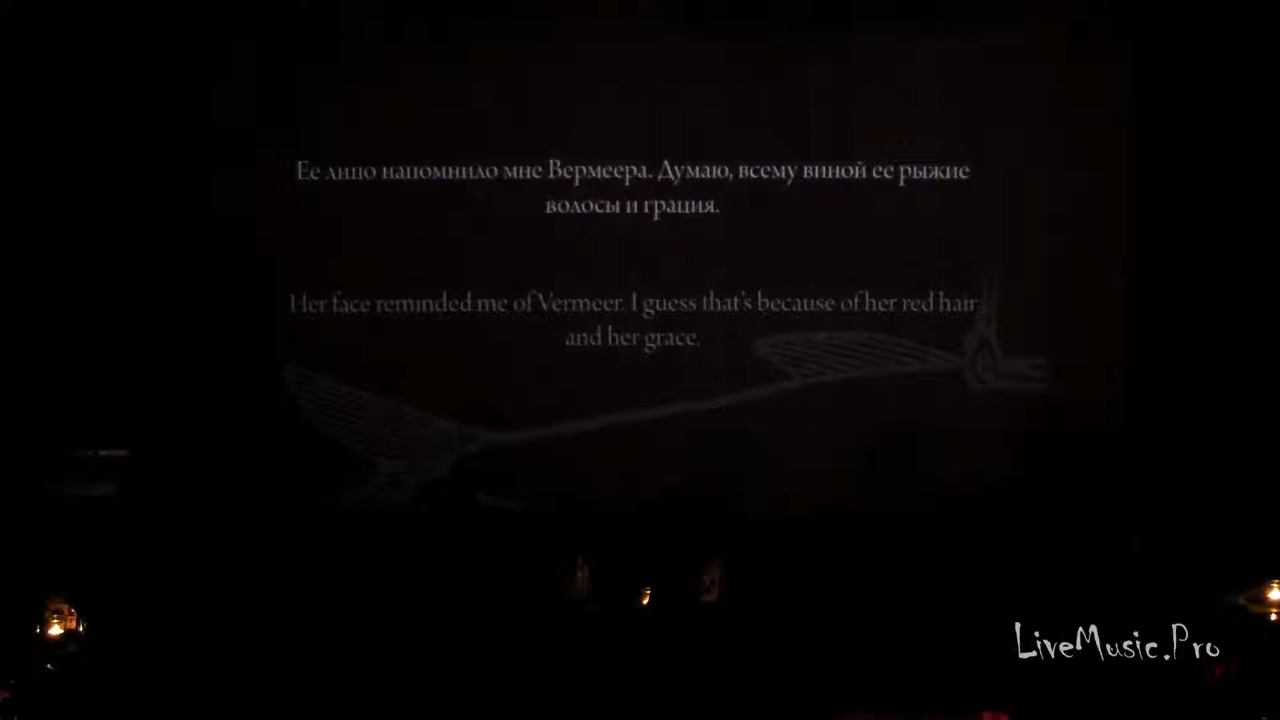 Ее лицо напомнило мне Вермеера. Думаю, всему виной ее рыжие
волосы и грация.
Her face reminded me of Vermeer. I guess that's because of her red hair
and her grace.
LiveMusic.Pro